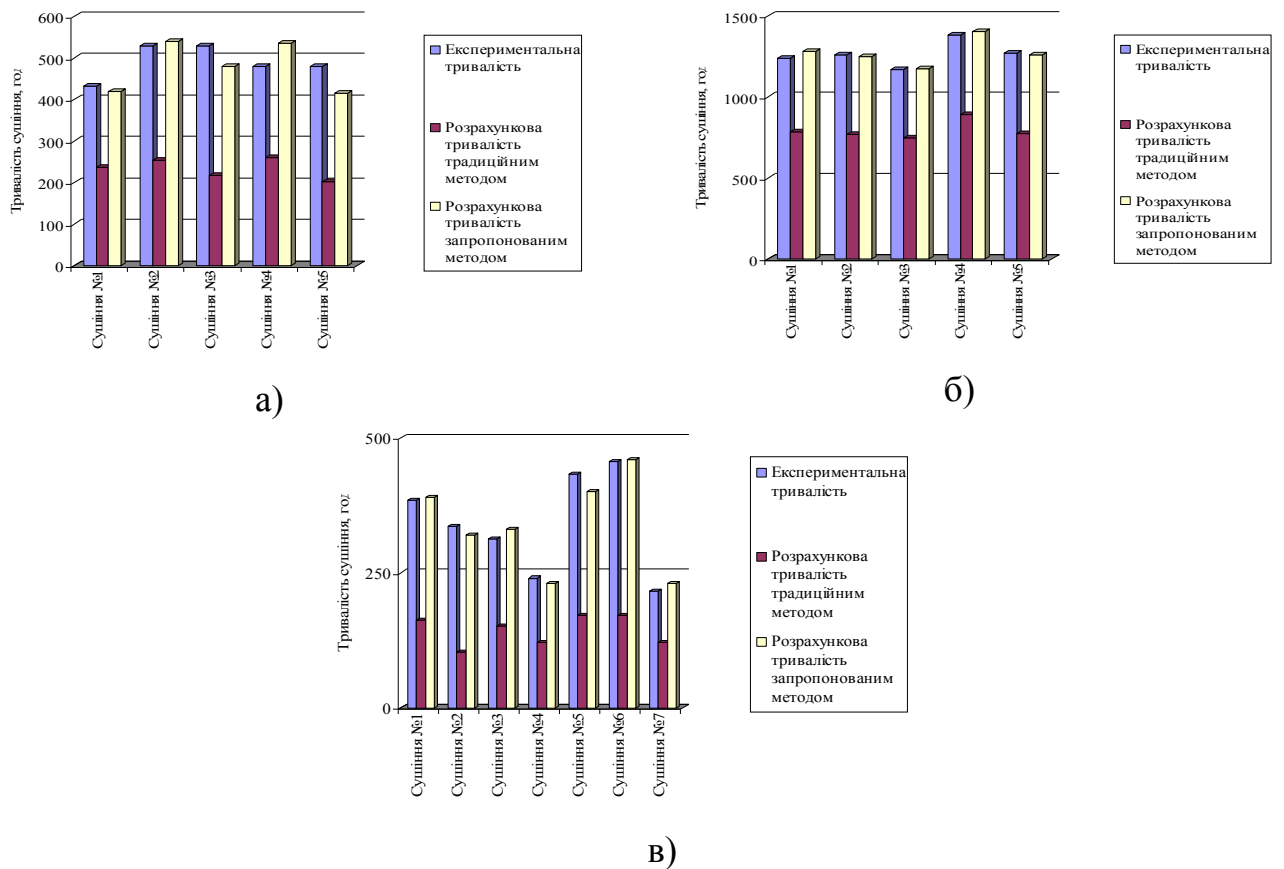 600
500
400
300
200
100
0
Тривалість сушіння, год
Сушіння №1
Сушіння №2
Сушіння №3
Сушіння №4
Сушіння №5
Експериментальна
тривалість
Розрахункова
тривалість
традиційним
методом
Розрахункова
тривалість
запропонованим
методом
а)
1500
1000
500
0
Тривалість сушіння, год
Сушіння №1
Сушіння №2
Сушіння №3
Сушіння №4
Сушіння №5
Експериментальна
тривалість
Розрахункова
тривалість
традиційним
методом
Розрахункова
тривалість
запропонованим
методом
б)
500
250
0
Тривалість сушіння, год
Сушіння №1
Сушіння №2
Сушіння №3
Сушіння №4
Сушіння №5
Сушіння №6
Сушіння №7
Експериментальна
тривалість
Розрахункова
тривалість
традиційним
методом
Розрахункова
тривалість
запропонованим
методом
в)